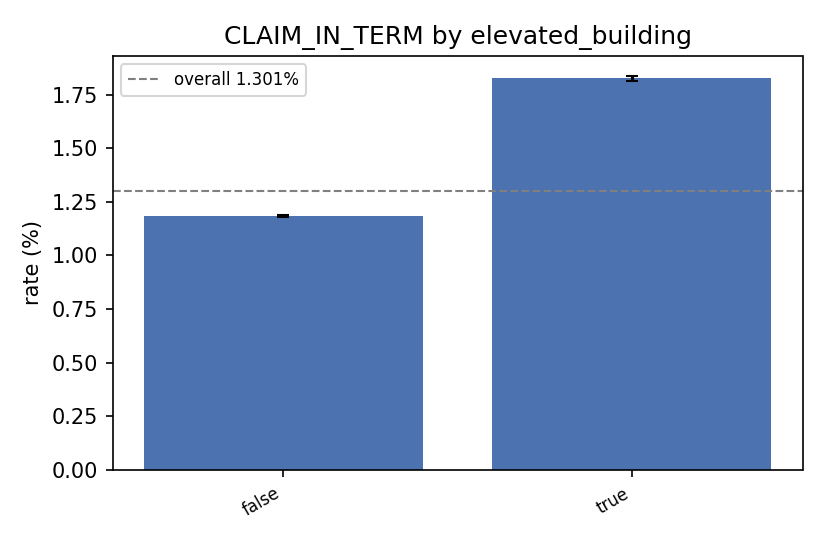 CLAIM_IN_TERM by elevated_building
overall 1.301%
rate (%)
1.75
1.50
1.25
1.00
0.75
0.50
0.25
0.00
false
true